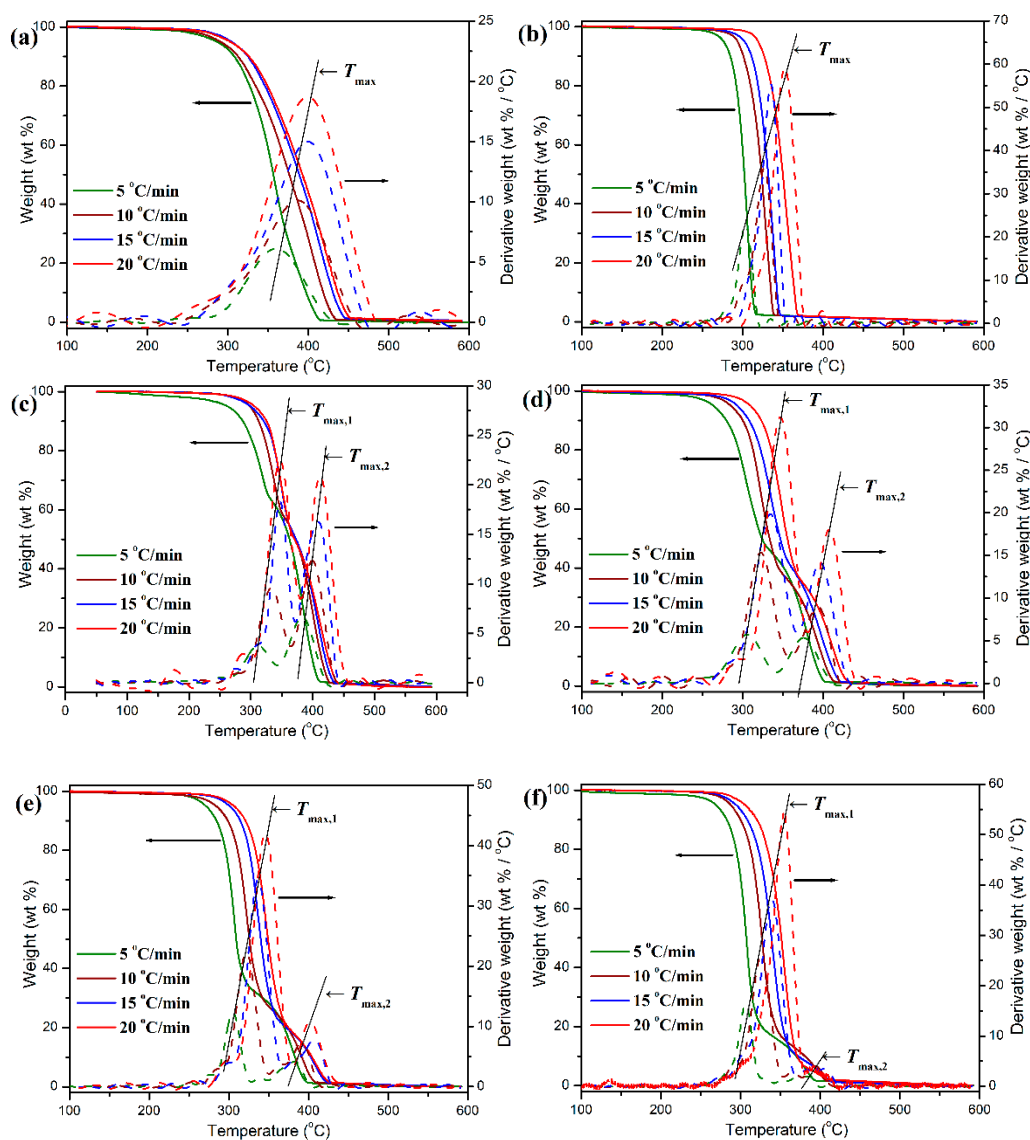 (a)
100
80
60
40
20
0
Weight (wt %)
100 200 300 400 500 600
Temperature (°C)
25
20
15
10
5
0
Derivative weight (wt % / °C)
← Tmax
5 °C/min
10 °C/min
15 °C/min
20 °C/min
(b)
100
80
60
40
20
0
Weight (wt %)
100 200 300 400 500 600
Temperature (°C)
70
60
50
40
30
20
10
0
Derivative weight (wt % / °C)
← Tmax
5 °C/min
10 °C/min
15 °C/min
20 °C/min
(c)
100
80
60
40
20
0
Weight (wt %)
0 100 200 300 400 500 600
Temperature (°C)
30
25
20
15
10
5
0
Derivative weight (wt % / °C)
← Tmax,1
← Tmax,2
5 °C/min
10 °C/min
15 °C/min
20 °C/min
(d)
100
80
60
40
20
0
Weight (wt %)
100 200 300 400 500 600
Temperature (°C)
35
30
25
20
15
10
5
0
Derivative weight (wt % / °C)
← Tmax,1
← Tmax,2
5 °C/min
10 °C/min
15 °C/min
20 °C/min
(e)
100
80
60
40
20
0
Weight (wt %)
100 200 300 400 500 600
Temperature (°C)
50
40
30
20
10
0
Derivative weight (wt % / °C)
← Tmax,1
← Tmax,2
5 °C/min
10 °C/min
15 °C/min
20 °C/min
(f)
100
80
60
40
20
0
Weight (wt %)
100 200 300 400 500 600
Temperature (°C)
60
50
40
30
20
10
0
Derivative weight (wt % / °C)
← Tmax,1
← Tmax,2
5 °C/min
10 °C/min
15 °C/min
20 °C/min